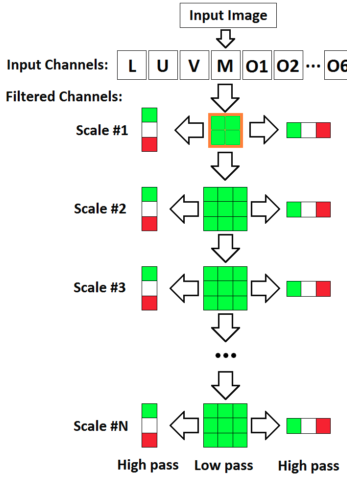 Input Image
Input Channels: L U V M O1 O2 ··· O6
Filtered Channels:
Scale #1
Scale #2
Scale #3
•••
Scale #N
High pass Low pass High pass